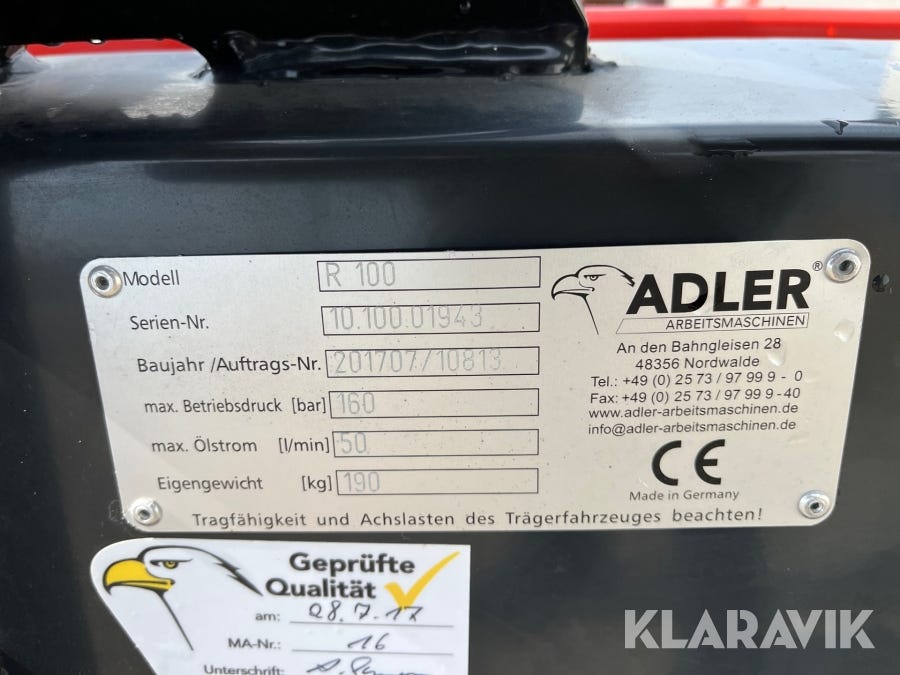 Modell R 100
Serien-Nr. 10.100.01943
Baujahr /Auftrags-Nr. 201707/10813
max. Betriebsdruck [bar] 160
max. Ölstrom [l/min] 50
Eigengewicht [kg] 190
ADLER®
ARBEITSMASCHINEN
An den Bahngleisen 28
48356 Nordwalde
Tel.: +49 (0) 25 73 / 97 99 9 - 0
Fax: +49 (0) 25 73 / 97 99 9 -40
www.adler-arbeitsmaschinen.de
info@adler-arbeitsmaschinen.de
CE
Made in Germany
Tragfähigkeit und Achslasten des Trägerfahrzeuges beachten!
Geprüfte
Qualität
am: 28.7.17
MA-Nr.: 16
Unterschrift:
KLARAVIK